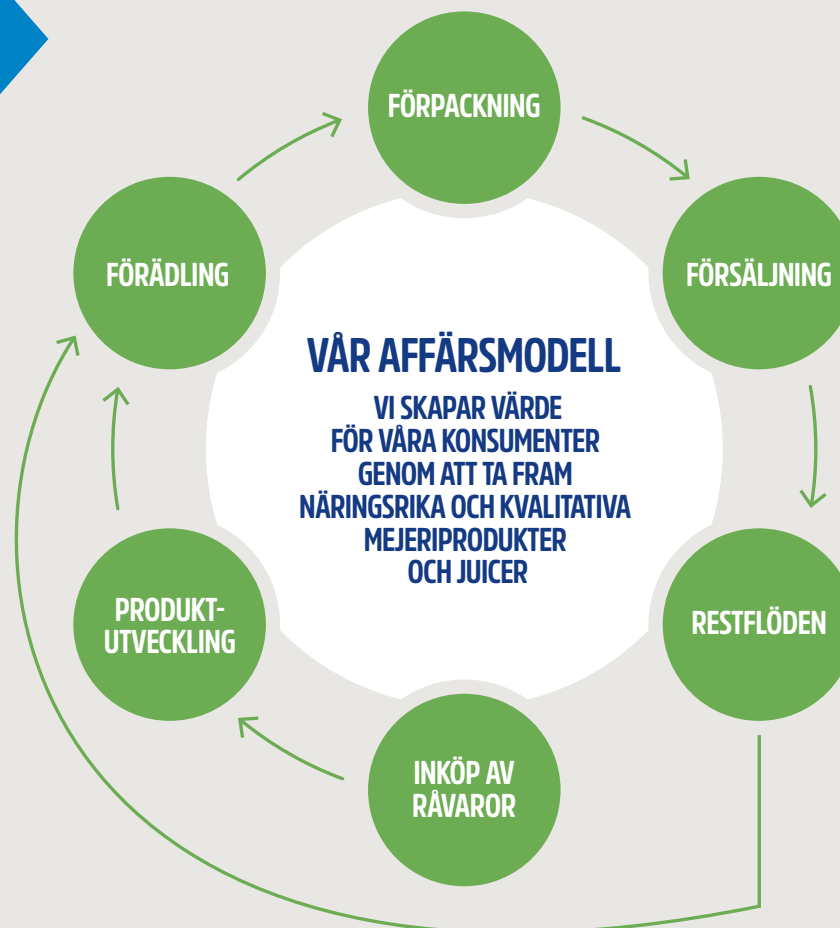 FÖRPACKNING
FÖRÄDLING
FÖRSÄLJNING
VÅR AFFÄRSMODELL
VI SKAPAR VÄRDE
FÖR VÅRA KONSUMENTER
GENOM ATT TA FRAM
NÄRINGSRIKA OCH KVALITATIVA
MEJERIPRODUKTER
OCH JUICER
PRODUKT-
UTVECKLING
RESTFLÖDEN
INKÖP AV
RÅVAROR